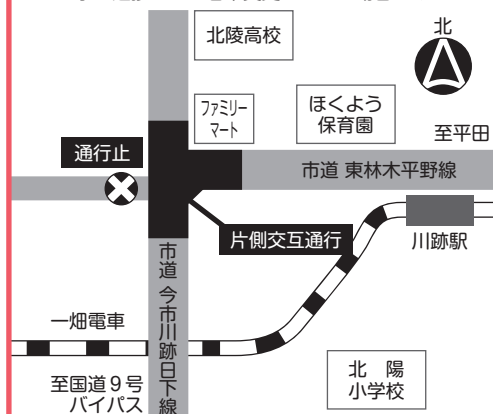 北陵高校
北
ファミリー
マート
ほくよう
保育園
至平田
通行止
市道 東林木平野線
片側交互通行
川跡駅
市道 今市川跡日下線
一畑電車
至国道9号
バイパス
北陽
小学校